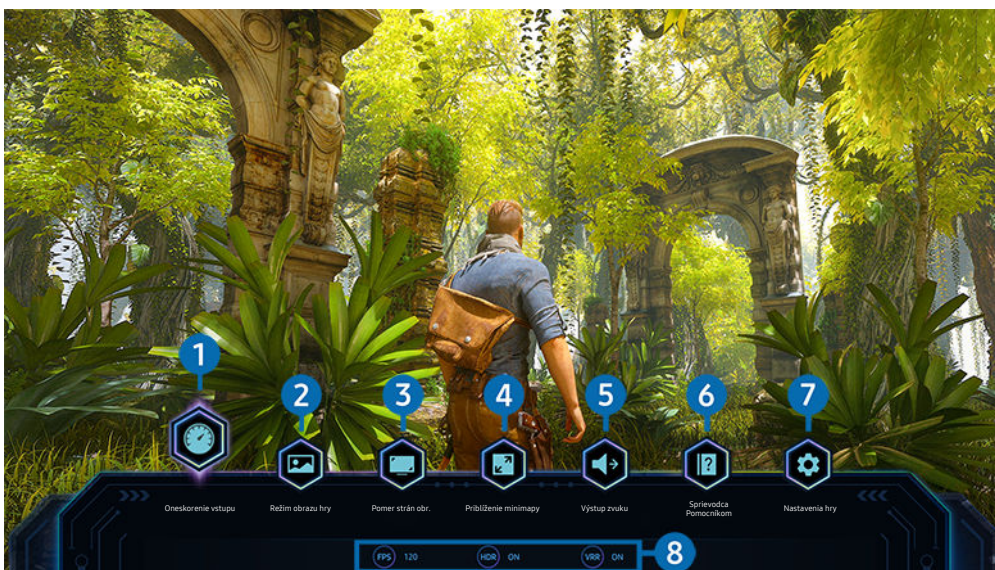 1
2
3
4
5
6
7
Oneskorenie vstupu
Režim obrazu hry
Pomer strán obr.
Priblíženie minimapy
Výstup zvuku
Sprievodca
Pomocníkom
Nastavenia hry
FPS 120
HDR ON
VRR ON
8